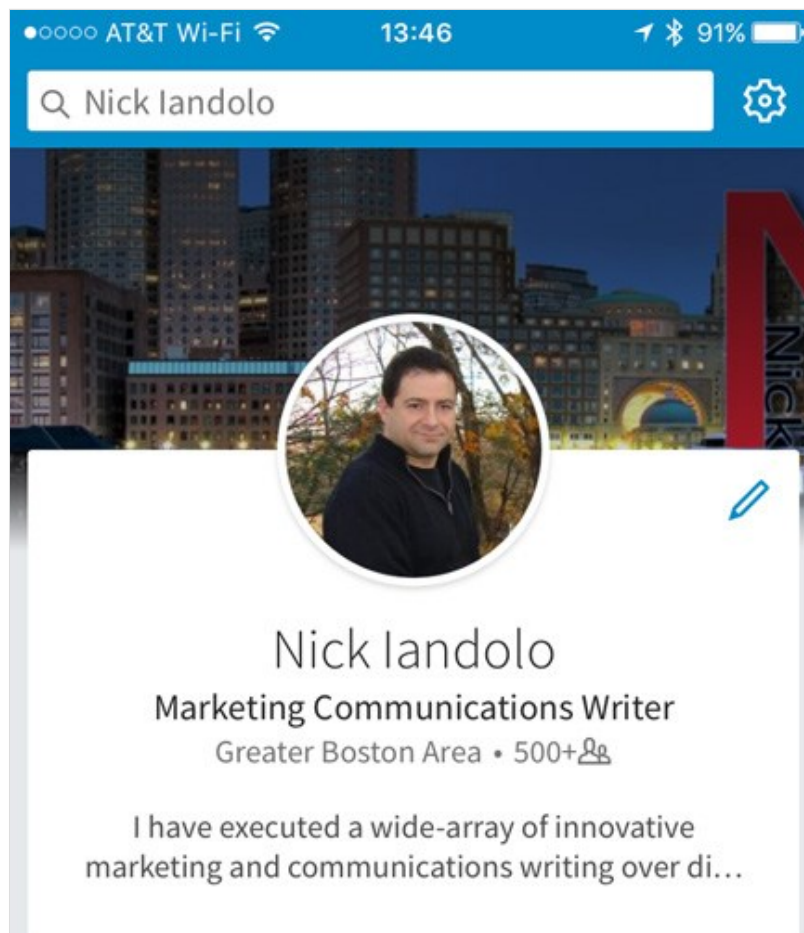 AT&T Wi-Fi 13:46 91%
Nick Iandolo
N
Nick
Nick Iandolo
Marketing Communications Writer
Greater Boston Area • 500+
I have executed a wide-array of innovative
marketing and communications writing over di...